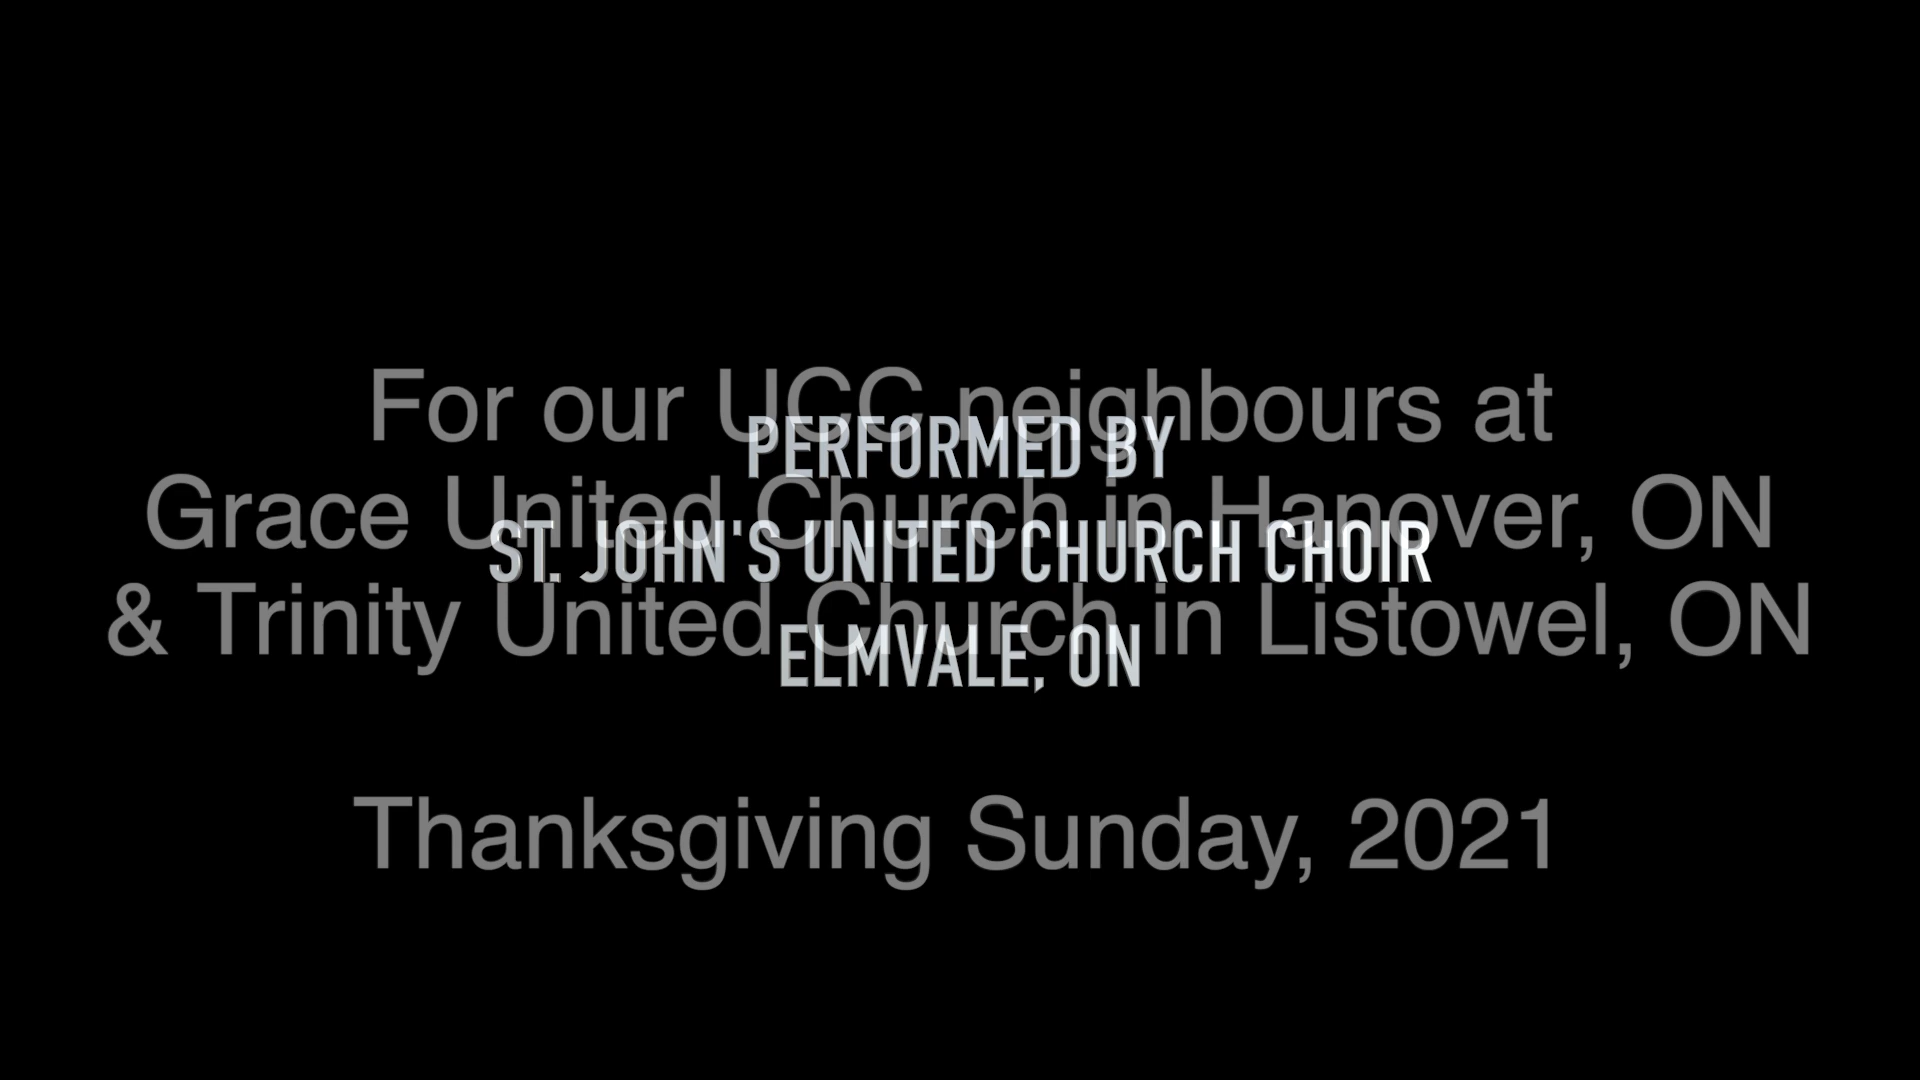 For our UCC neighbours at
PERFORMED BY
Grace United Church in Hanover, ON
ST. JOHN'S UNITED CHURCH CHOIR
& Trinity United Church in Listowel, ON
ELMVALE, ON
Thanksgiving Sunday, 2021